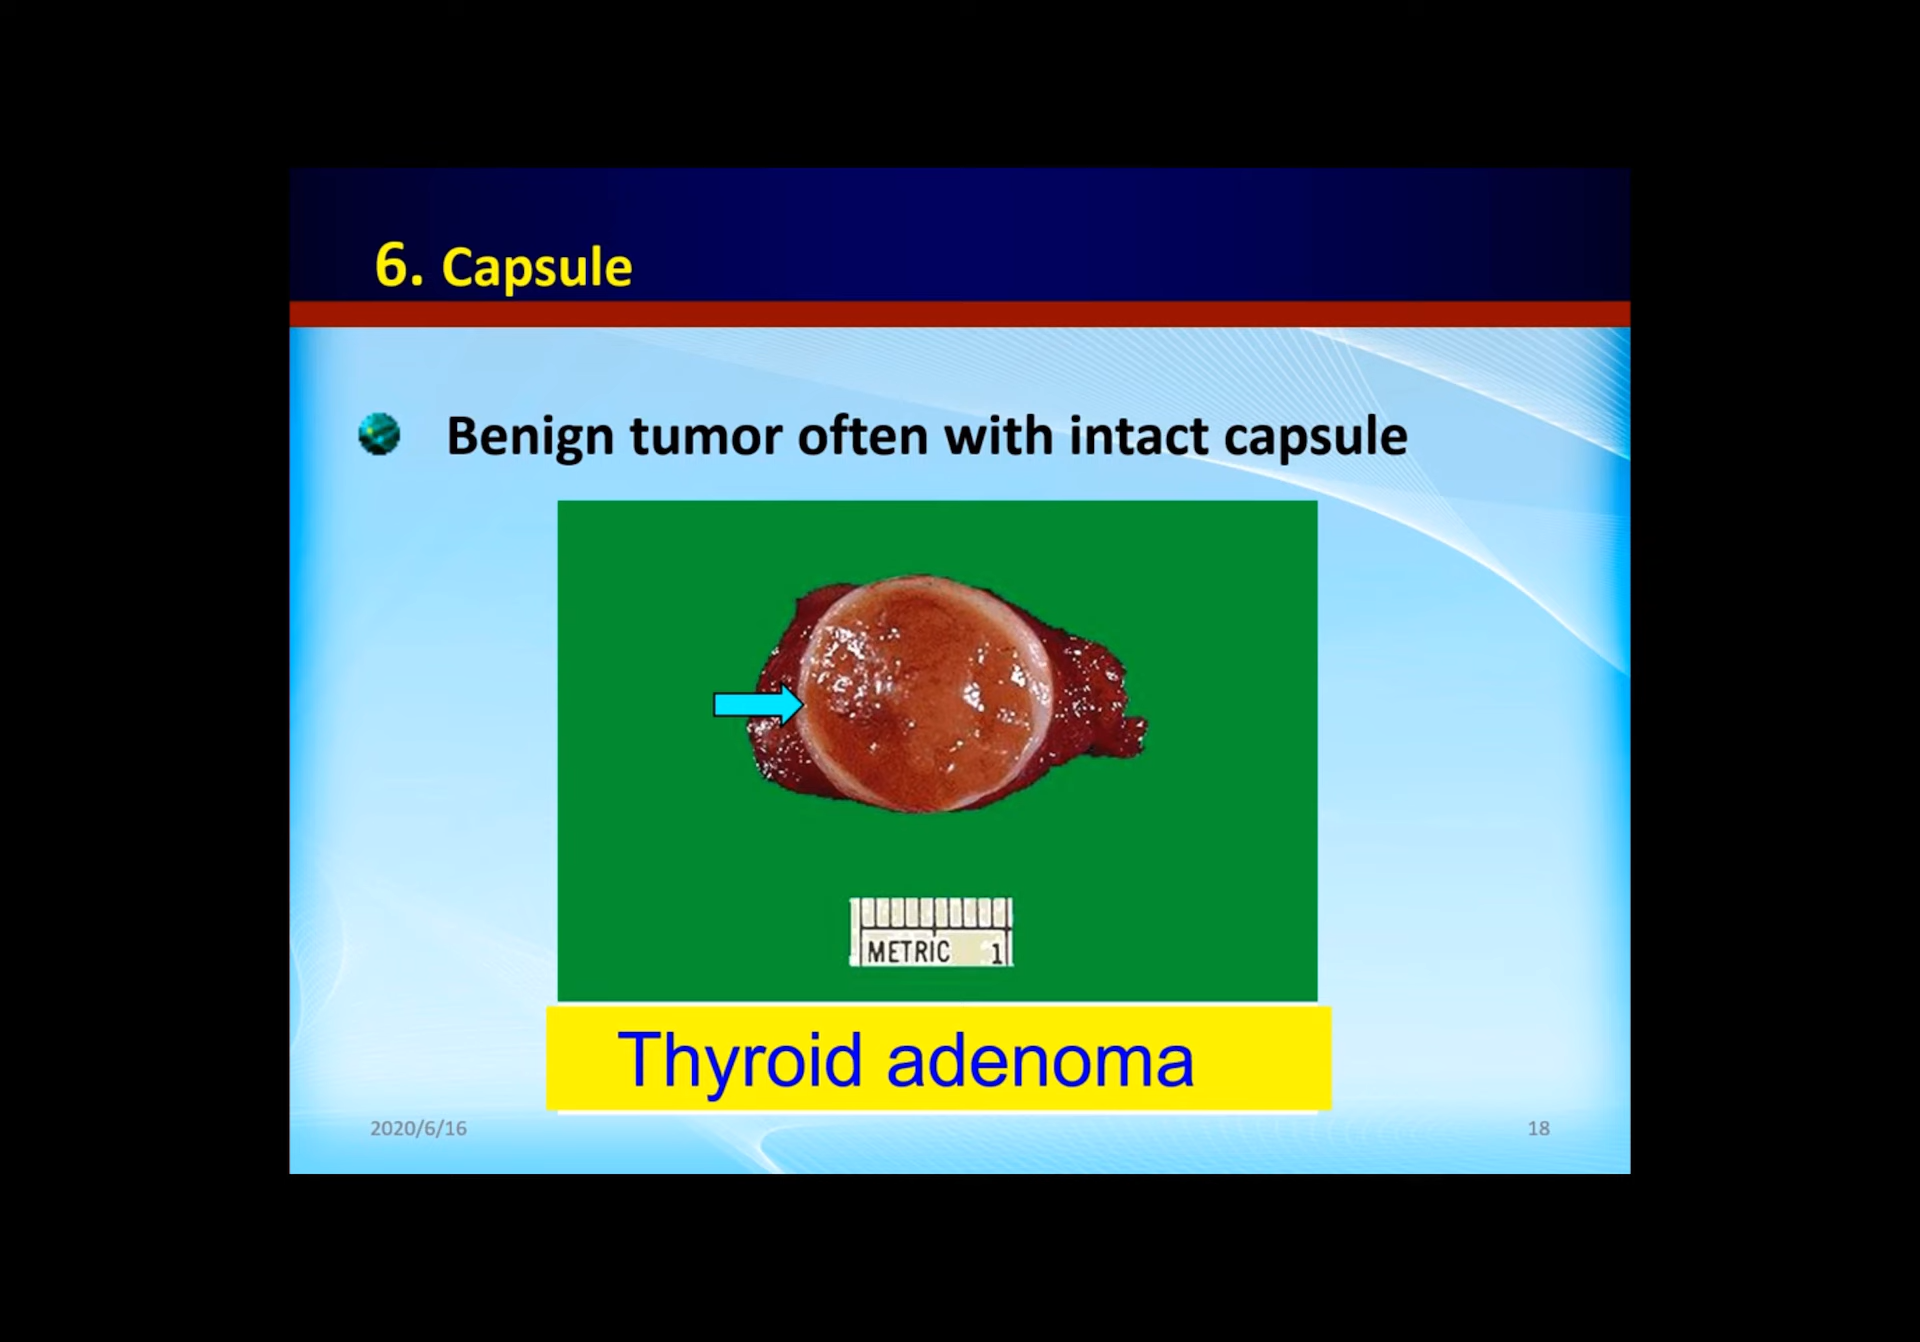 6. Capsule
Benign tumor often with intact capsule
METRIC 1
Thyroid adenoma
2020/6/16
18